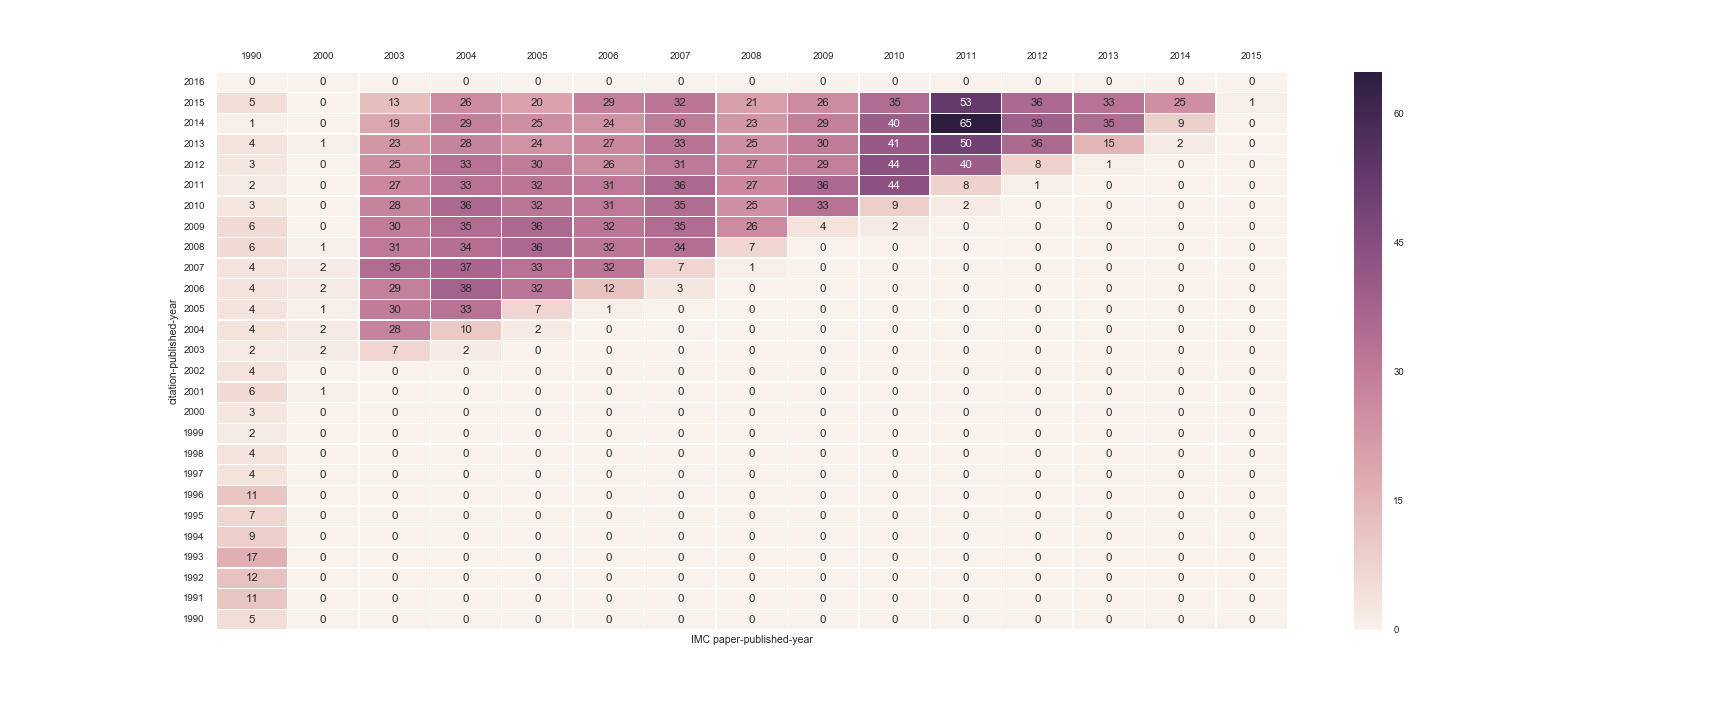 1990 2000 2003 2004 2005 2006 2007 2008 2009 2010 2011 2012 2013 2014 2015
2016 0 0 0 0 0 0 0 0 0 0 0 0 0 0 0
2015 5 0 13 26 20 29 32 21 26 35 53 36 33 25 1
60
2014 1 0 19 29 25 24 30 23 29 40 65 39 35 9 0
2013 4 1 23 28 24 27 33 25 30 41 50 36 15 2 0
2012 3 0 25 33 30 26 31 27 29 44 40 8 1 0 0
2011 2 0 27 33 32 31 36 27 36 44 8 1 0 0 0
2010 3 0 28 36 32 31 35 25 33 9 2 0 0 0 0
2009 6 0 30 35 36 32 35 26 4 2 0 0 0 0 0
45
2008 6 1 31 34 36 32 34 7 0 0 0 0 0 0 0
2007 4 2 35 37 33 32 7 1 0 0 0 0 0 0 0
2006 4 2 29 38 32 12 3 0 0 0 0 0 0 0 0
2005 4 1 30 33 7 1 0 0 0 0 0 0 0 0 0
2004 4 2 28 10 2 0 0 0 0 0 0 0 0 0 0
citation-published-year
2003 2 2 7 2 0 0 0 0 0 0 0 0 0 0 0
2002 4 0 0 0 0 0 0 0 0 0 0 0 0 0 0
30
2001 6 1 0 0 0 0 0 0 0 0 0 0 0 0 0
2000 3 0 0 0 0 0 0 0 0 0 0 0 0 0 0
1999 2 0 0 0 0 0 0 0 0 0 0 0 0 0 0
1998 4 0 0 0 0 0 0 0 0 0 0 0 0 0 0
1997 4 0 0 0 0 0 0 0 0 0 0 0 0 0 0
1996 11 0 0 0 0 0 0 0 0 0 0 0 0 0 0
15
1995 7 0 0 0 0 0 0 0 0 0 0 0 0 0 0
1994 9 0 0 0 0 0 0 0 0 0 0 0 0 0 0
1993 17 0 0 0 0 0 0 0 0 0 0 0 0 0 0
1992 12 0 0 0 0 0 0 0 0 0 0 0 0 0 0
1991 11 0 0 0 0 0 0 0 0 0 0 0 0 0 0
1990 5 0 0 0 0 0 0 0 0 0 0 0 0 0 0
0
IMC paper-published-year